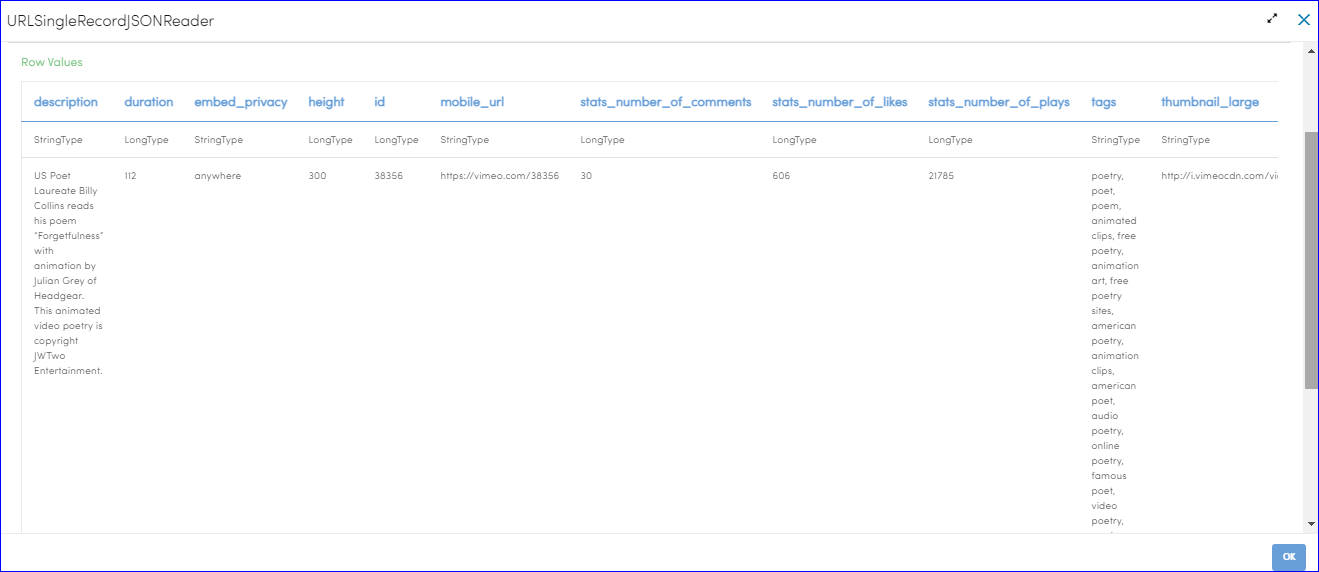 URLSingleRecordJSONReader
Row Values
description duration embed_privacy height id mobile_url stats_number_of_comments stats_number_of_likes stats_number_of_plays tags thumbnail_large
StringType LongType StringType LongType LongType StringType LongType LongType LongType StringType StringType
US Poet 112 anywhere 300 38356 https://vimeo.com/38356 30 606 21785 poetry, http://i.vimeocdn.com/vi
Laureate Billy poet,
Collins reads poem,
his poem animated
"Forgetfulness" clips, free
with poetry,
animation by animation
Julian Grey of art, free
Headgear. poetry
This animated sites,
video poetry is american
copyright poetry,
JWTwo animation
Entertainment. clips,
american
poet,
audio
poetry,
online
poetry,
famous
poet,
video
poetry,
OK